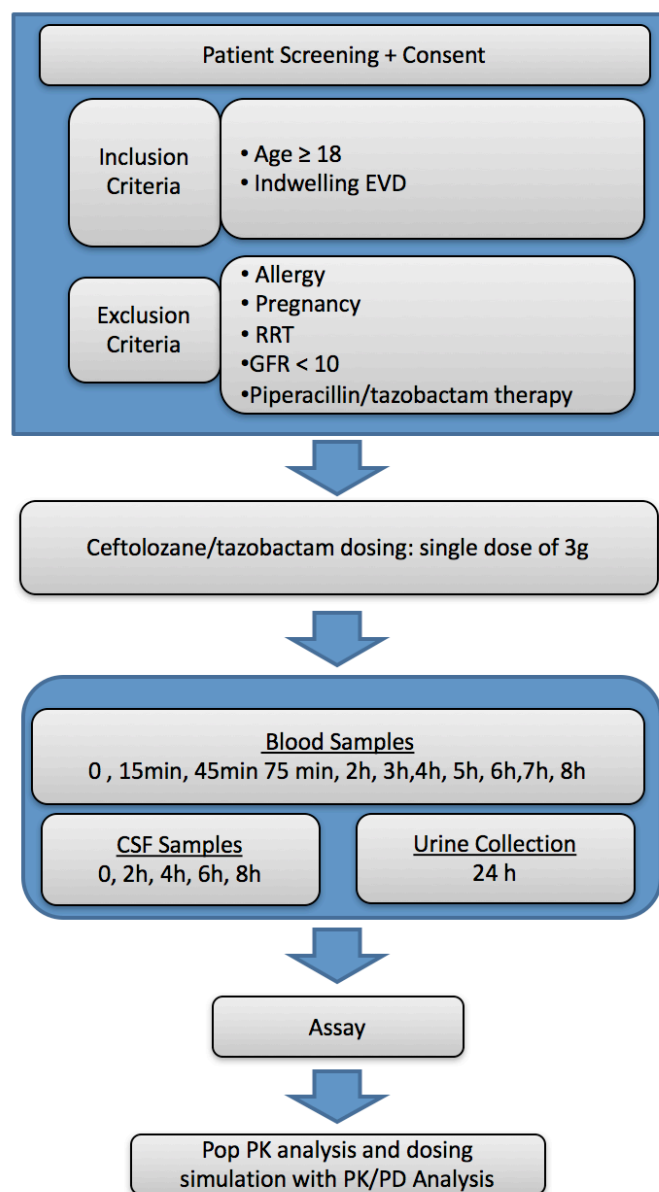 Patient Screening + Consent
Inclusion
Criteria
• Age ≥ 18
• Indwelling EVD
Exclusion
Criteria
• Allergy
• Pregnancy
• RRT
•GFR < 10
•Piperacillin/tazobactam therapy
Ceftolozane/tazobactam dosing: single dose of 3g
Blood Samples
0 , 15min, 45min 75 min, 2h, 3h,4h, 5h, 6h,7h, 8h
CSF Samples
0, 2h, 4h, 6h, 8h
Urine Collection
24 h
Assay
Pop PK analysis and dosing
simulation with PK/PD Analysis